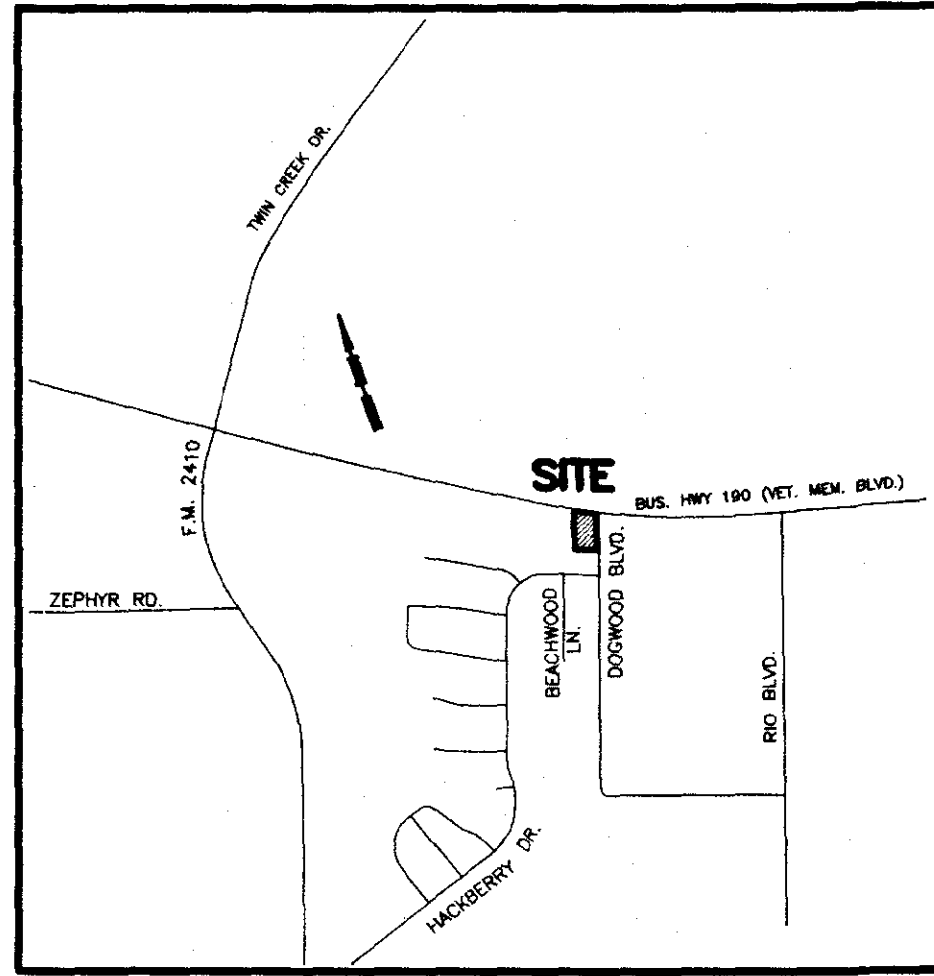 TWIN CREEK DR.
F.M. 2410
SITE
BUS. HWY 190 (VET. MEM. BLVD.)
ZEPHYR RD.
BEACHWOOD
LN.
DOGWOOD BLVD.
RIO BLVD.
HACKBERRY DR.